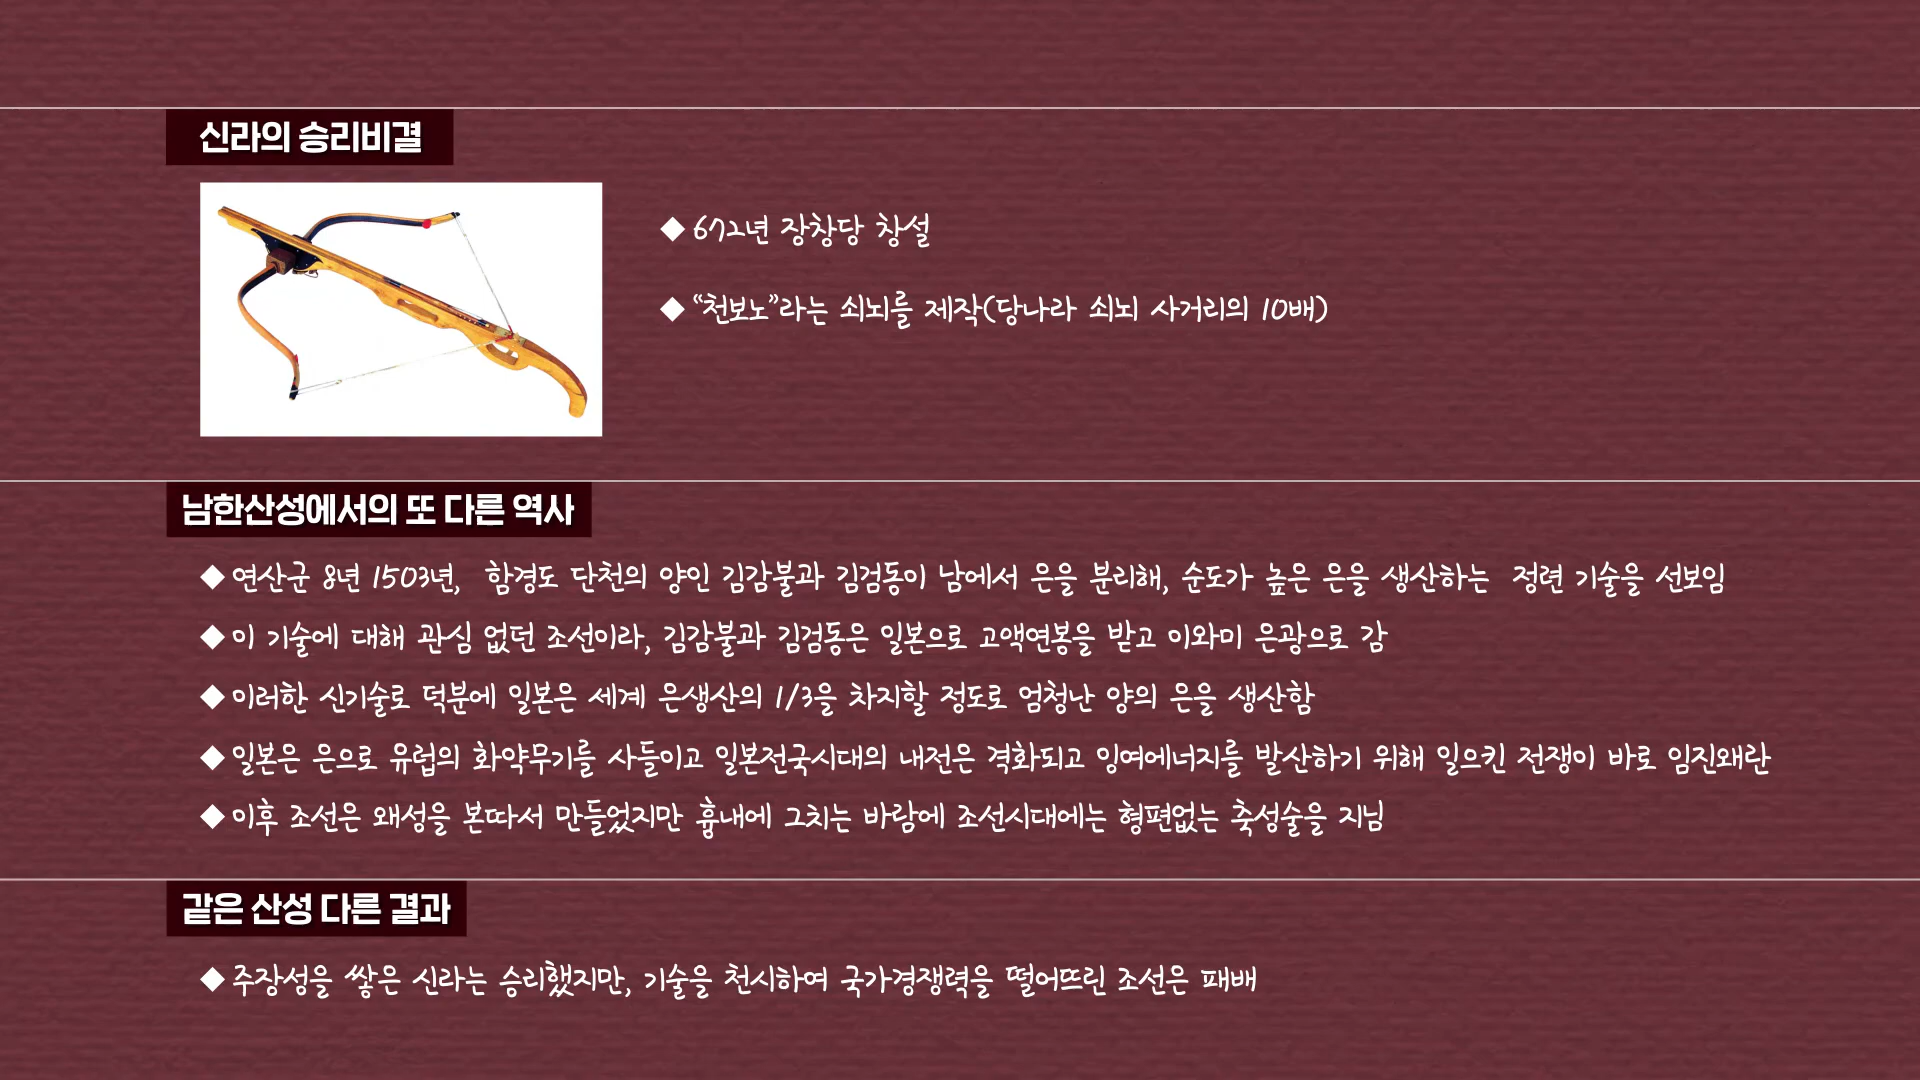 신라의 승리비결
◆ 672년 장창당 창설
◆ “천보노”라는 쇠뇌를 제작(당나라 쇠뇌 사거리의 10배)
남한산성에서의 또 다른 역사
◆ 연산군 8년 1503년, 함경도 단천의 양인 김감불과 김검동이 납에서 은을 분리해, 순도가 높은 은을 생산하는 정련 기술을 선보임
◆ 이 기술에 대해 관심 없던 조선이라, 김감불과 김검동은 일본으로 고액연봉을 받고 이와미 은광으로 감
◆ 이러한 신기술로 덕분에 일본은 세계 은생산의 1/3을 차지할 정도로 엄청난 양의 은을 생산함
◆ 일본은 은으로 유럽의 화약무기를 사들이고 일본전국시대의 내전은 격화되고 잉여에너지를 발산하기 위해 일으킨 전쟁이 바로 임진왜란
◆ 이후 조선은 왜성을 본따서 만들었지만 흉내에 그치는 바람에 조선시대에는 형편없는 축성술을 지님
같은 산성 다른 결과
◆ 주장성을 쌓은 신라는 승리했지만, 기술을 천시하여 국가경쟁력을 떨어뜨린 조선은 패배